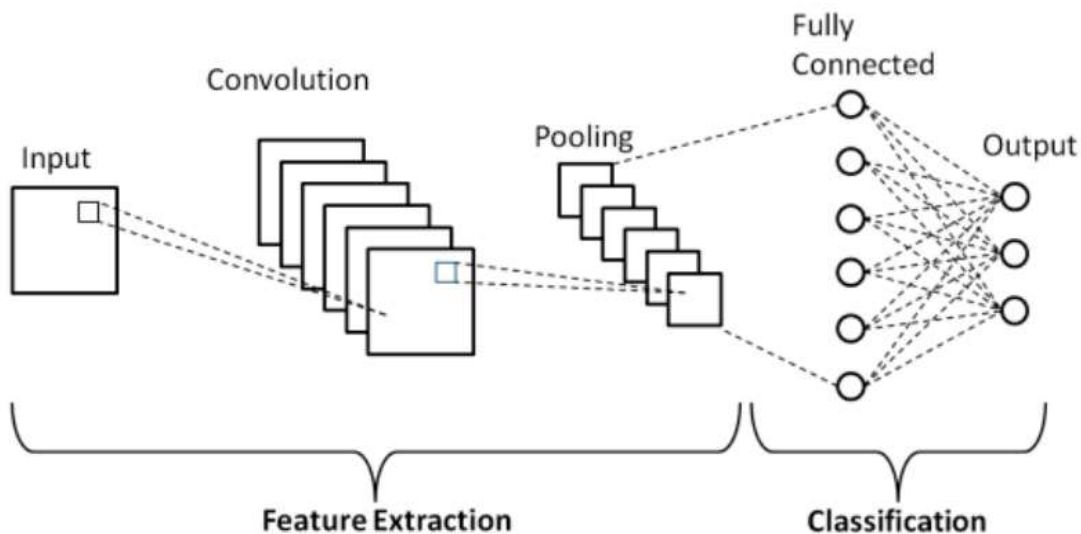 Input
Convolution
Pooling
Fully
Connected
Output
Feature Extraction
Classification